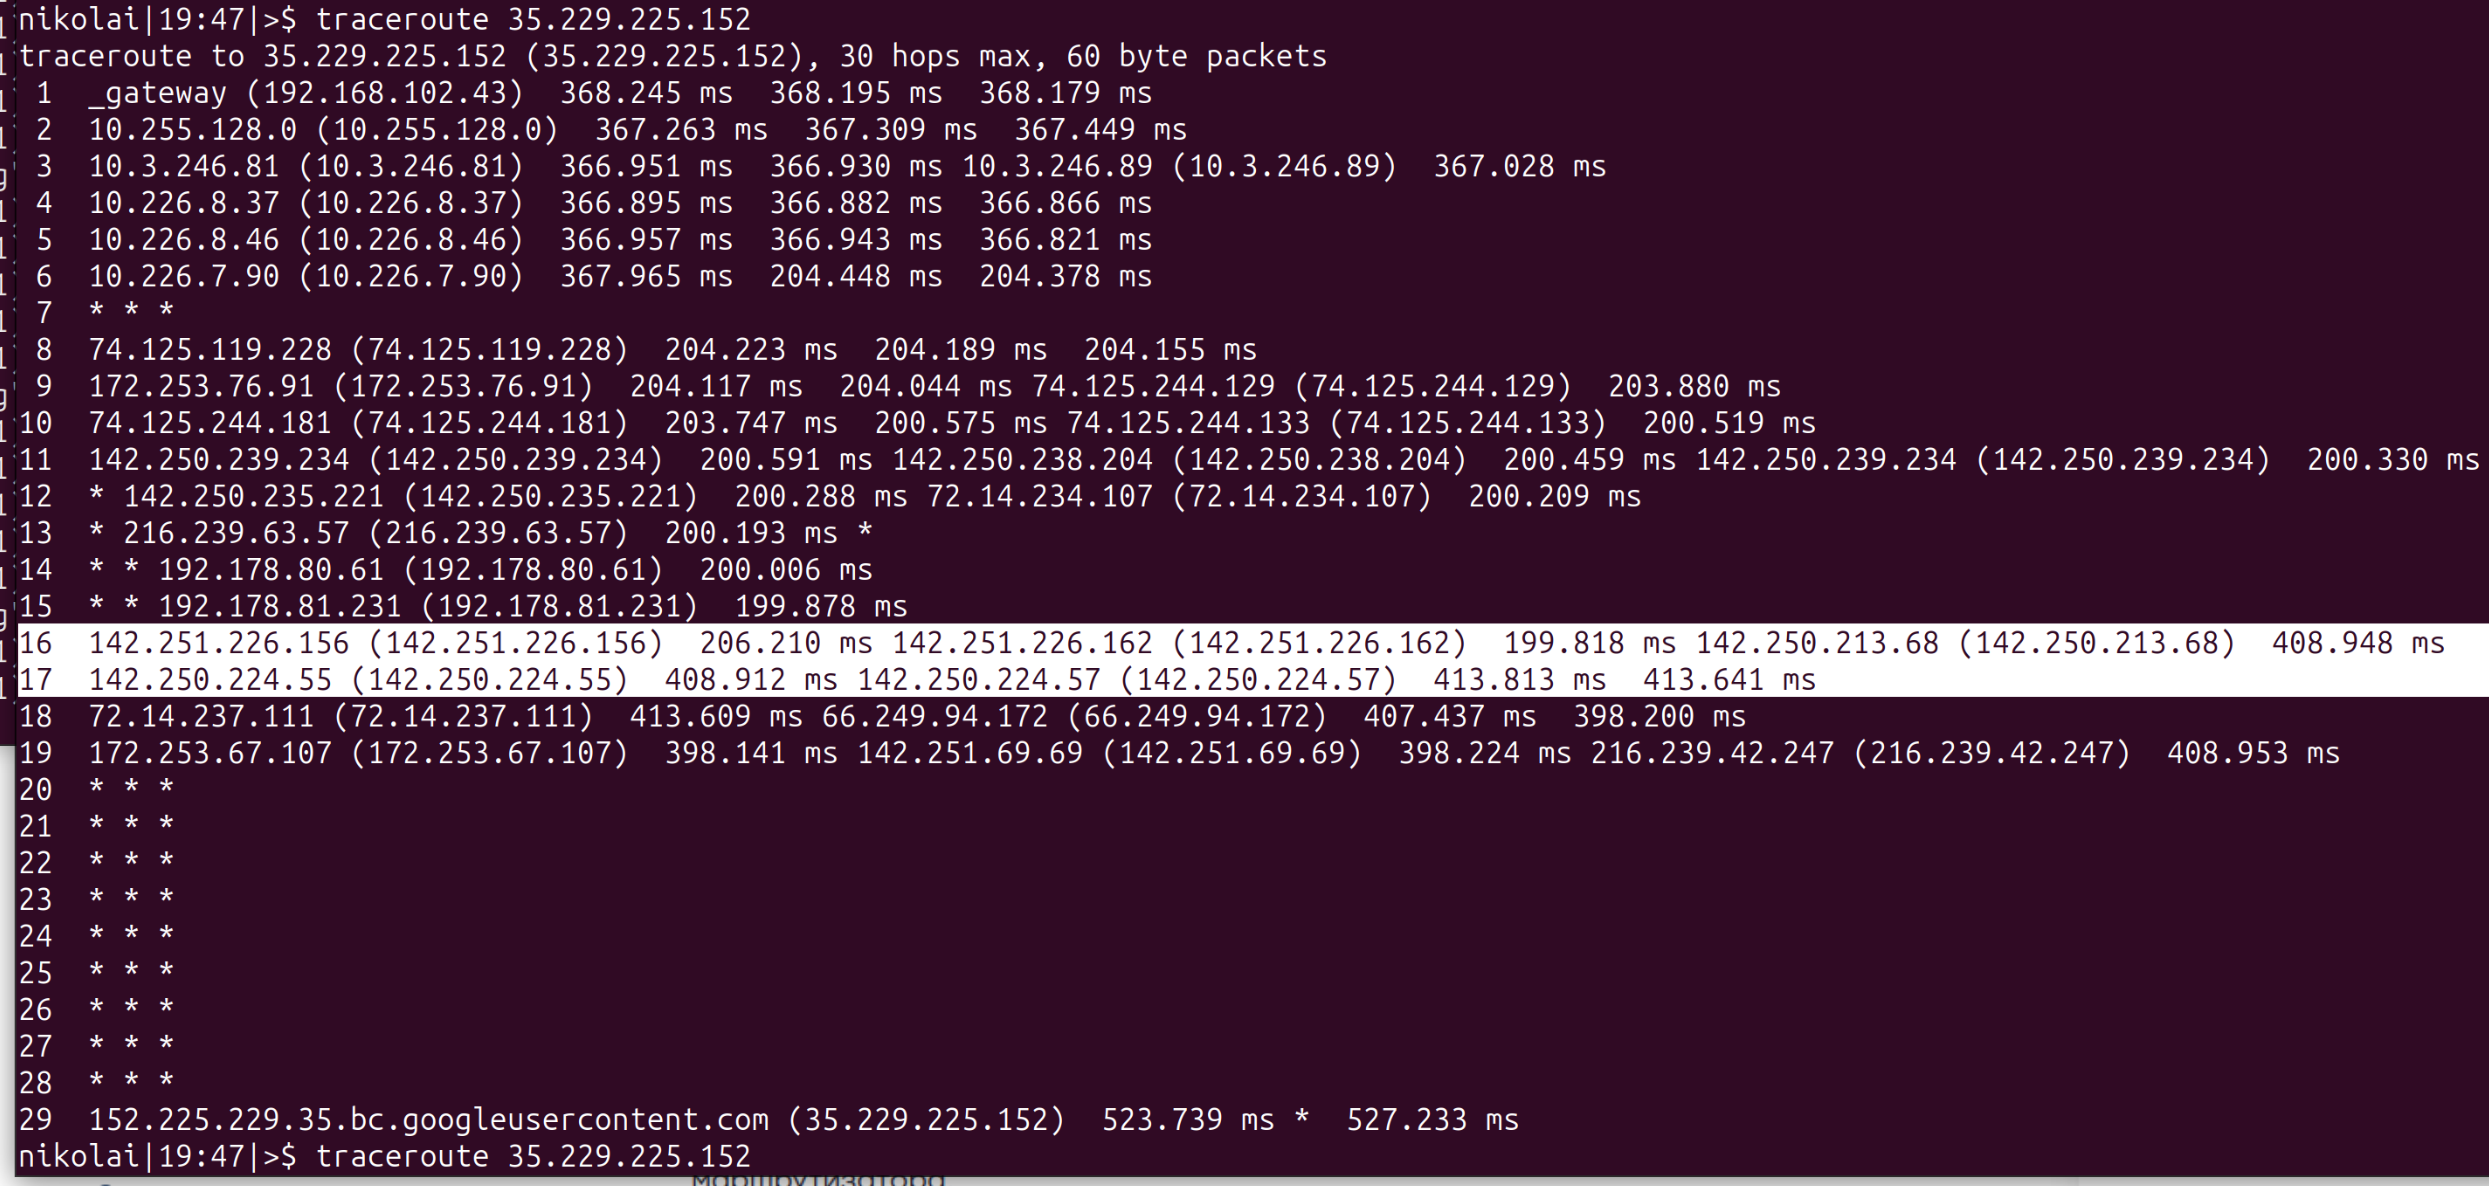 nikolai|19:47|>$ traceroute 35.229.225.152
traceroute to 35.229.225.152 (35.229.225.152), 30 hops max, 60 byte packets
 1  _gateway (192.168.102.43)  368.245 ms  368.195 ms  368.179 ms
 2  10.255.128.0 (10.255.128.0)  367.263 ms  367.309 ms  367.449 ms
 3  10.3.246.81 (10.3.246.81)  366.951 ms  366.930 ms 10.3.246.89 (10.3.246.89)  367.028 ms
 4  10.226.8.37 (10.226.8.37)  366.895 ms  366.882 ms  366.866 ms
 5  10.226.8.46 (10.226.8.46)  366.957 ms  366.943 ms  366.821 ms
 6  10.226.7.90 (10.226.7.90)  367.965 ms  204.448 ms  204.378 ms
 7  * * *
 8  74.125.119.228 (74.125.119.228)  204.223 ms  204.189 ms  204.155 ms
 9  172.253.76.91 (172.253.76.91)  204.117 ms  204.044 ms 74.125.244.129 (74.125.244.129)  203.880 ms
10  74.125.244.181 (74.125.244.181)  203.747 ms  200.575 ms 74.125.244.133 (74.125.244.133)  200.519 ms
11  142.250.239.234 (142.250.239.234)  200.591 ms 142.250.238.204 (142.250.238.204)  200.459 ms 142.250.239.234 (142.250.239.234)  200.330 ms
12  * 142.250.235.221 (142.250.235.221)  200.288 ms 72.14.234.107 (72.14.234.107)  200.209 ms
13  * 216.239.63.57 (216.239.63.57)  200.193 ms *
14  * * 192.178.80.61 (192.178.80.61)  200.006 ms
15  * * 192.178.81.231 (192.178.81.231)  199.878 ms
16  142.251.226.156 (142.251.226.156)  206.210 ms 142.251.226.162 (142.251.226.162)  199.818 ms 142.250.213.68 (142.250.213.68)  408.948 ms
17  142.250.224.55 (142.250.224.55)  408.912 ms 142.250.224.57 (142.250.224.57)  413.813 ms  413.641 ms
18  72.14.237.111 (72.14.237.111)  413.609 ms 66.249.94.172 (66.249.94.172)  407.437 ms  398.200 ms
19  172.253.67.107 (172.253.67.107)  398.141 ms 142.251.69.69 (142.251.69.69)  398.224 ms 216.239.42.247 (216.239.42.247)  408.953 ms
20  * * *
21  * * *
22  * * *
23  * * *
24  * * *
25  * * *
26  * * *
27  * * *
28  * * *
29  152.225.229.35.bc.googleusercontent.com (35.229.225.152)  523.739 ms *  527.233 ms
nikolai|19:47|>$ traceroute 35.229.225.152
маршрутизатора